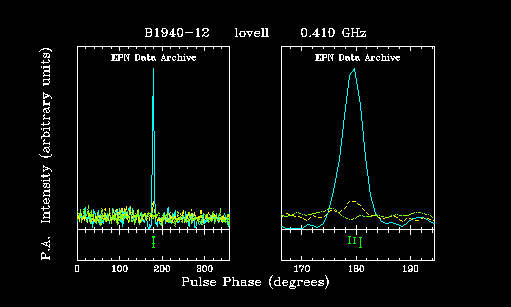 B1940-12 lovell 0.410 GHz
EPN Data Archive EPN Data Archive
P.A. Intensity (arbitrary units)
0 100 200 300 170 180 190
Pulse Phase (degrees)